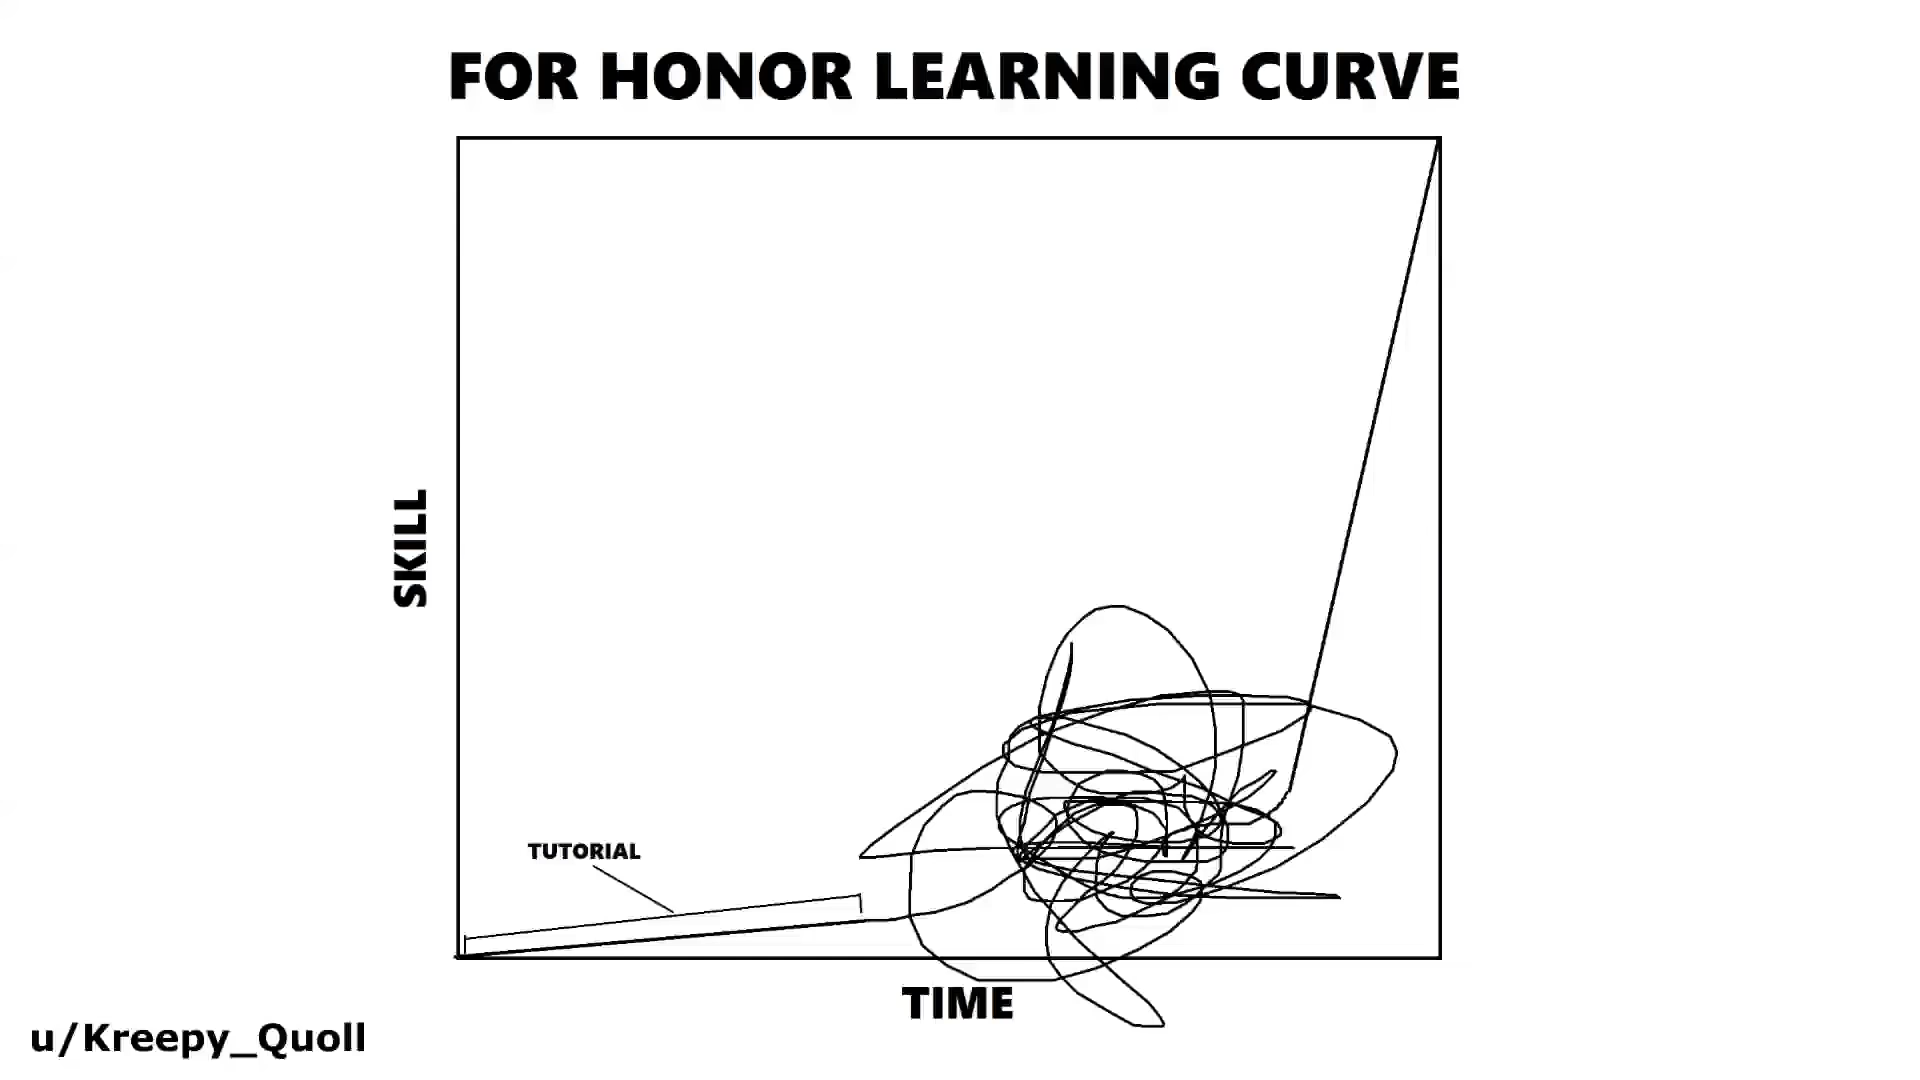 FOR HONOR LEARNING CURVE
SKILL
TUTORIAL
TIME
u/Kreepy_Quoll